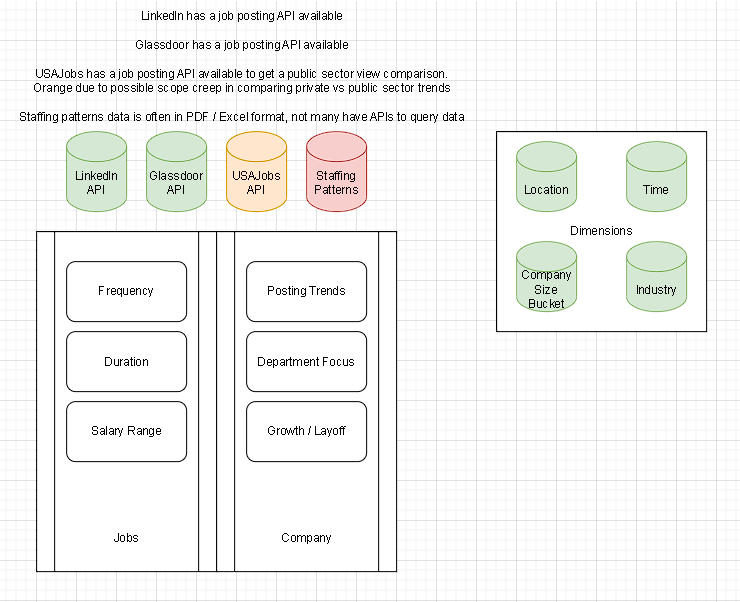 LinkedIn has a job posting API available
Glassdoor has a job posting API available
USAJobs has a job posting API available to get a public sector view comparison.
Orange due to possible scope creep in comparing private vs public sector trends
Staffing patterns data is often in PDF / Excel format, not many have APIs to query data
LinkedIn
API
Glassdoor
API
USAJobs
API
Staffing
Patterns
Location
Time
Dimensions
Company
Size
Bucket
Industry
Frequency
Duration
Salary Range
Jobs
Posting Trends
Department Focus
Growth / Layoff
Company